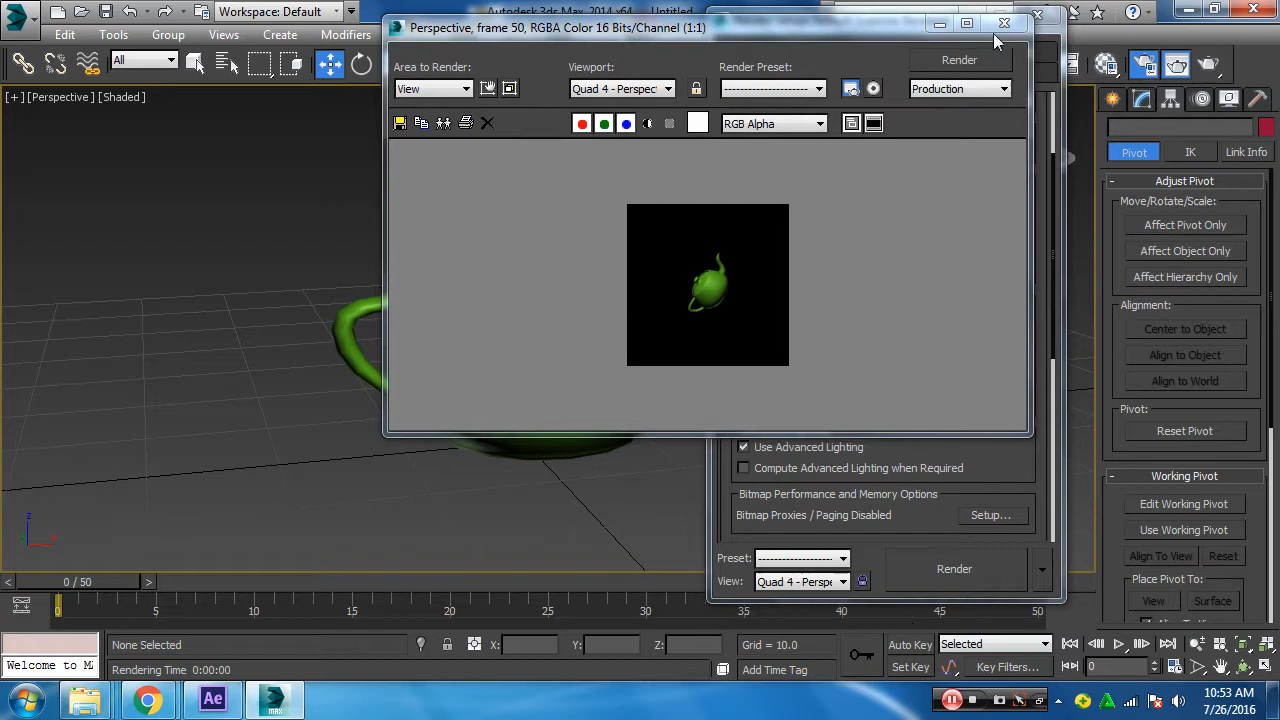 Workspace: Default
Autodesk 3ds Max 2014 x64 Untitled
Edit
Tools
Group
Views
Create
Modifiers
All
[+] [Perspective] [Shaded]
Perspective, frame 50, RGBA Color 16 Bits/Channel (1:1)
Area to Render:
Viewport:
Render Preset:
Render
View
Quad 4 - Perspect
Production
RGB Alpha
Use Advanced Lighting
Compute Advanced Lighting when Required
Bitmap Performance and Memory Options
Bitmap Proxies / Paging Disabled
Setup...
Preset:
View:
Quad 4 - Perspe
Render
Pivot
IK
Link Info
- Adjust Pivot
Move/Rotate/Scale:
Affect Pivot Only
Affect Object Only
Affect Hierarchy Only
Alignment:
Center to Object
Align to Object
Align to World
Pivot:
Reset Pivot
- Working Pivot
Edit Working Pivot
Use Working Pivot
Align To View
Reset
Place Pivot To:
View
Surface
z
x
< 0 / 50 >
0 5 10 15 20 25 30 35 40 45 50
None Selected
X:
Y:
Z:
Grid = 10.0
Auto Key
Selected
Welcome to M
Rendering Time 0:00:00
Add Time Tag
Set Key
Key Filters...
0
Ae
MAX
10:53 AM
7/26/2016